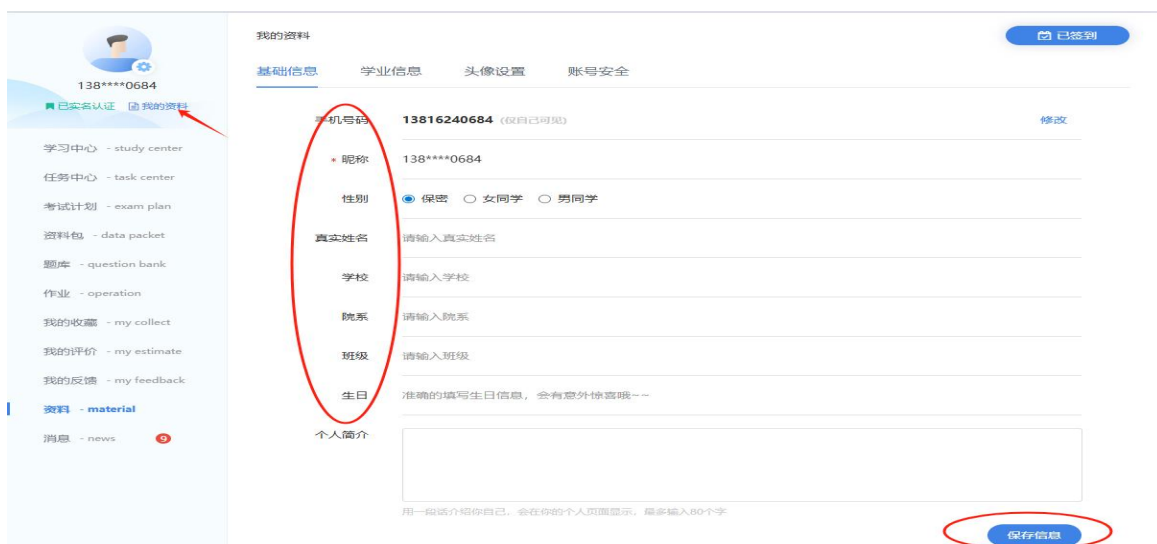 138****0684
已实名认证 我的资料
学习中心 - study center
任务中心 - task center
考试计划 - exam plan
资料包 - data packet
题库 - question bank
作业 - operation
我的收藏 - my collect
我的评价 - my estimate
我的反馈 - my feedback
资料 - material
消息 - news 9
我的资料 已签到
基础信息 学业信息 头像设置 账号安全
手机号码 13816240684 (仅自己可见) 修改
* 昵称 138****0684
性别 保密 女同学 男同学
真实姓名 请输入真实姓名
学校 请输入学校
院系 请输入院系
班级 请输入班级
生日 准确的填写生日信息，会有意外惊喜哦~~
个人简介
用一段话介绍你自己，会在你的个人页面显示，最多输入80个字
保存信息